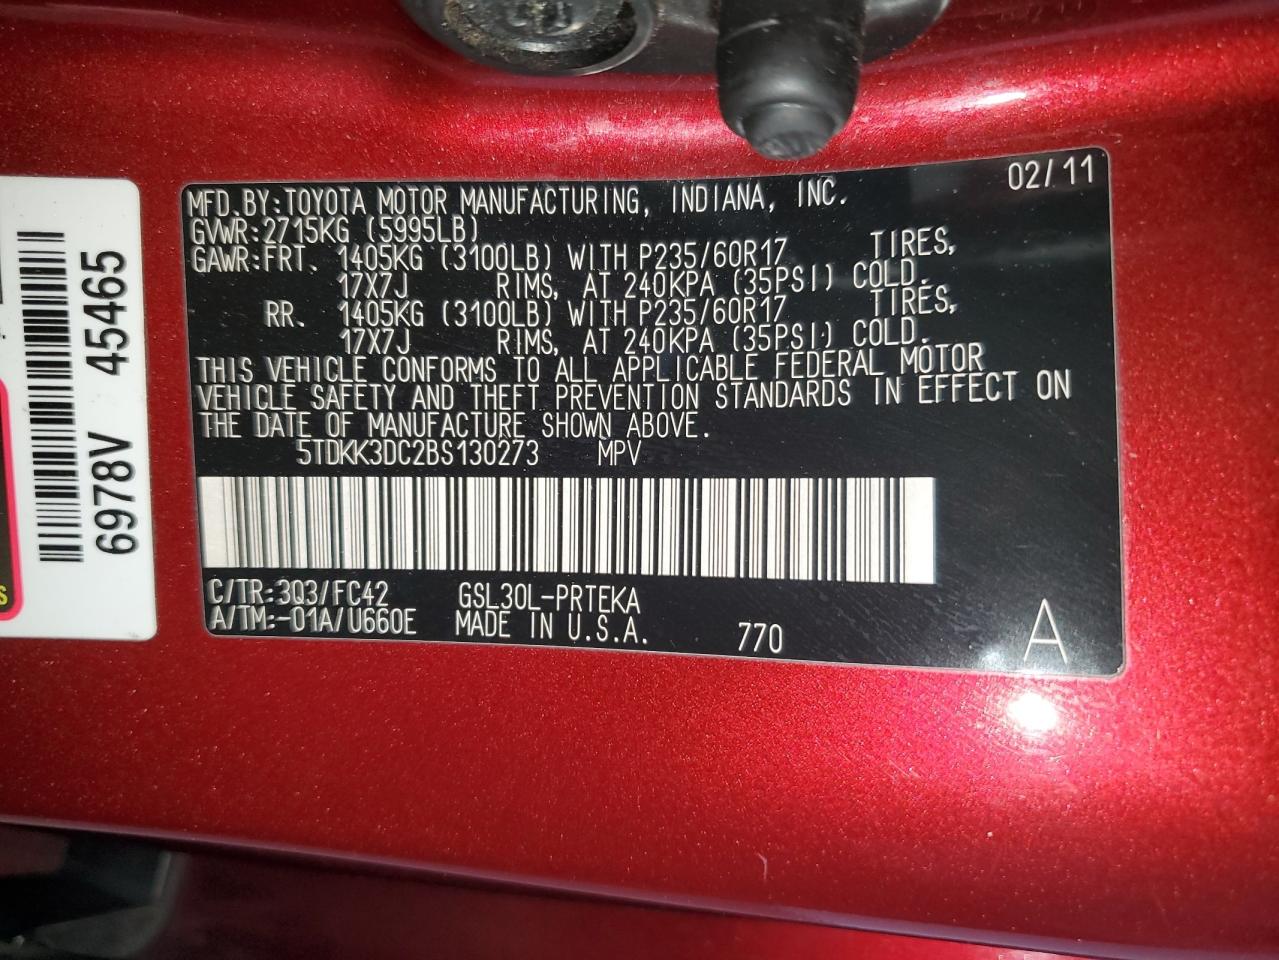 02/11
MFD.BY:TOYOTA MOTOR MANUFACTURING, INDIANA, INC.
GVWR:2715KG (5995LB)
GAWR:FRT. 1405KG (3100LB) WITH P235/60R17 TIRES,
17X7J RIMS, AT 240KPA (35PSI) COLD.
RR. 1405KG (3100LB) WITH P235/60R17 TIRES,
17X7J RIMS, AT 240KPA (35PSI) COLD.
THIS VEHICLE CONFORMS TO ALL APPLICABLE FEDERAL MOTOR
VEHICLE SAFETY AND THEFT PREVENTION STANDARDS IN EFFECT ON
THE DATE OF MANUFACTURE SHOWN ABOVE.
5TDKK3DC2BS130273 MPV
C/TR:3Q3/FC42 GSL30L-PRTEKA
A/TM:-01A/U660E MADE IN U.S.A. 770 A
6978V 45465